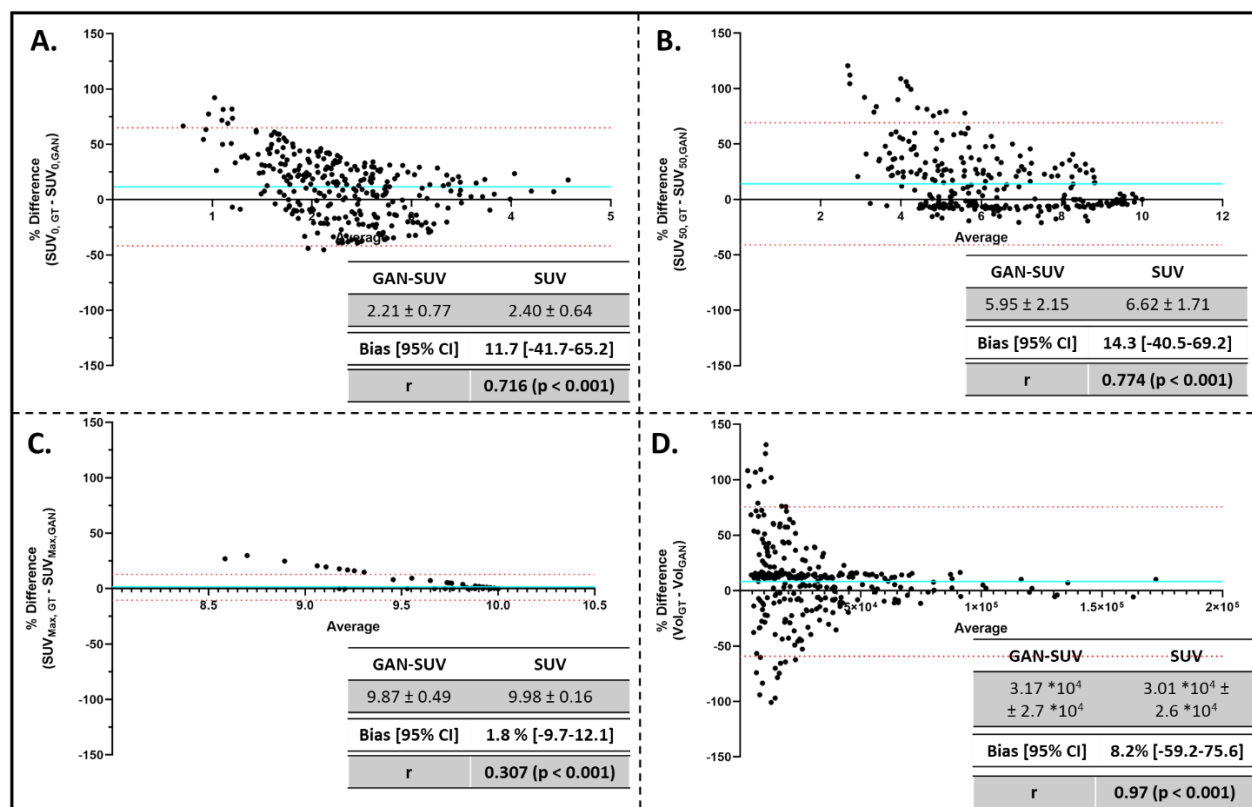 A.
150
100
50
0
-50
-100
-150
% Difference
(SUV0, GT - SUV0,GAN)
1 2 3 4 5
Average
GAN-SUV SUV
2.21 ± 0.77 2.40 ± 0.64
Bias [95% CI] 11.7 [-41.7-65.2]
r 0.716 (p < 0.001)
B.
150
100
50
0
-50
-100
-150
% Difference
(SUV50, GT - SUV50,GAN)
2 4 6 8 10 12
Average
GAN-SUV SUV
5.95 ± 2.15 6.62 ± 1.71
Bias [95% CI] 14.3 [-40.5-69.2]
r 0.774 (p < 0.001)
C.
150
100
50
0
-50
-100
-150
% Difference
(SUVMax, GT - SUVMax,GAN)
8.5 9.0 9.5 10.0 10.5
Average
GAN-SUV SUV
9.87 ± 0.49 9.98 ± 0.16
Bias [95% CI] 1.8 % [-9.7-12.1]
r 0.307 (p < 0.001)
D.
150
100
50
0
-50
-100
-150
% Difference
(VolGT - VolGAN)
5×10⁴ 1×10⁵ 1.5×10⁵ 2×10⁵
Average
GAN-SUV SUV
3.17 *10⁴ 3.01 *10⁴ ±
± 2.7 *10⁴ 2.6 *10⁴
Bias [95% CI] 8.2% [-59.2-75.6]
r 0.97 (p < 0.001)